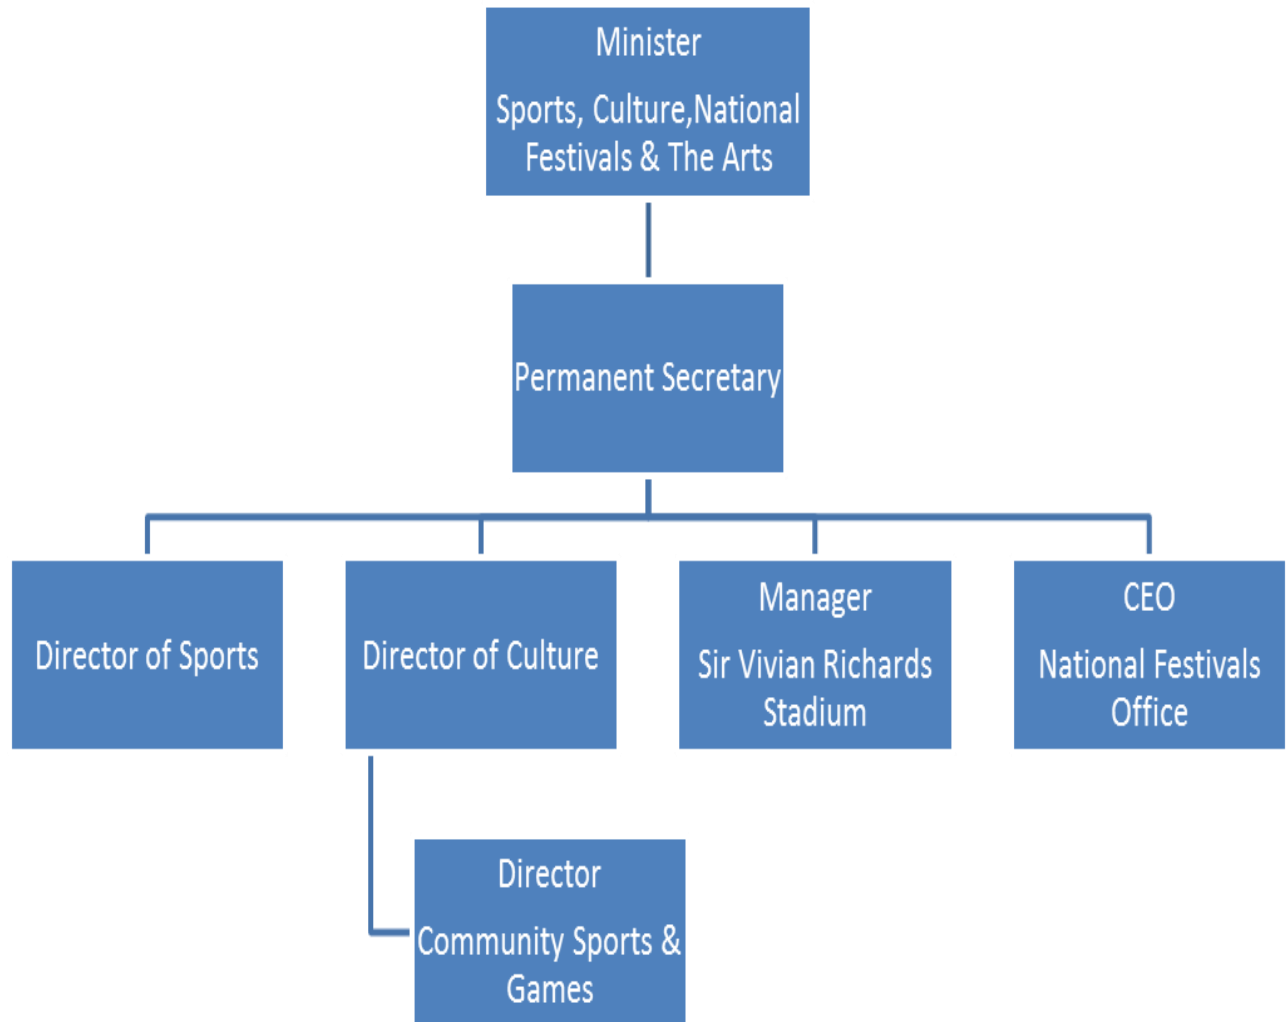 Minister
Sports, Culture,National
Festivals & The Arts
Permanent Secretary
Director of Sports
Director of Culture
Manager
Sir Vivian Richards
Stadium
CEO
National Festivals
Office
Director
Community Sports &
Games